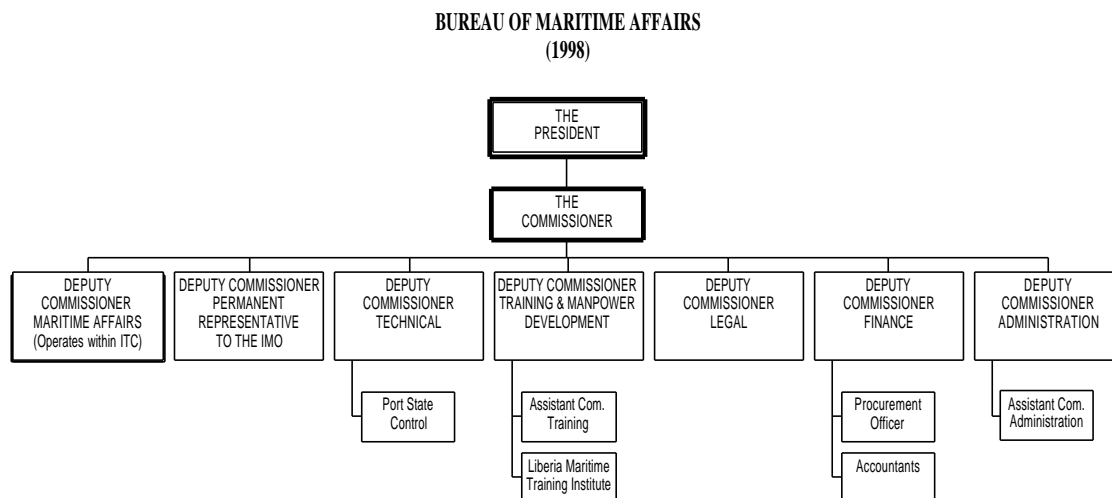 BUREAU OF MARITIME AFFAIRS
(1998)
THE
PRESIDENT
THE
COMMISSIONER
DEPUTY
COMMISSIONER
MARITIME AFFAIRS
(Operates within ITC)
DEPUTY COMMISSIONER
PERMANENT
REPRESENTATIVE
TO THE IMO
DEPUTY
COMMISSIONER
TECHNICAL
DEPUTY COMMISSIONER
TRAINING & MANPOWER
DEVELOPMENT
DEPUTY
COMMISSIONER
LEGAL
DEPUTY
COMMISSIONER
FINANCE
DEPUTY
COMMISSIONER
ADMINISTRATION
Port State
Control
Assistant Com.
Training
Liberia Maritime
Training Institute
Procurement
Officer
Accountants
Assistant Com.
Administration